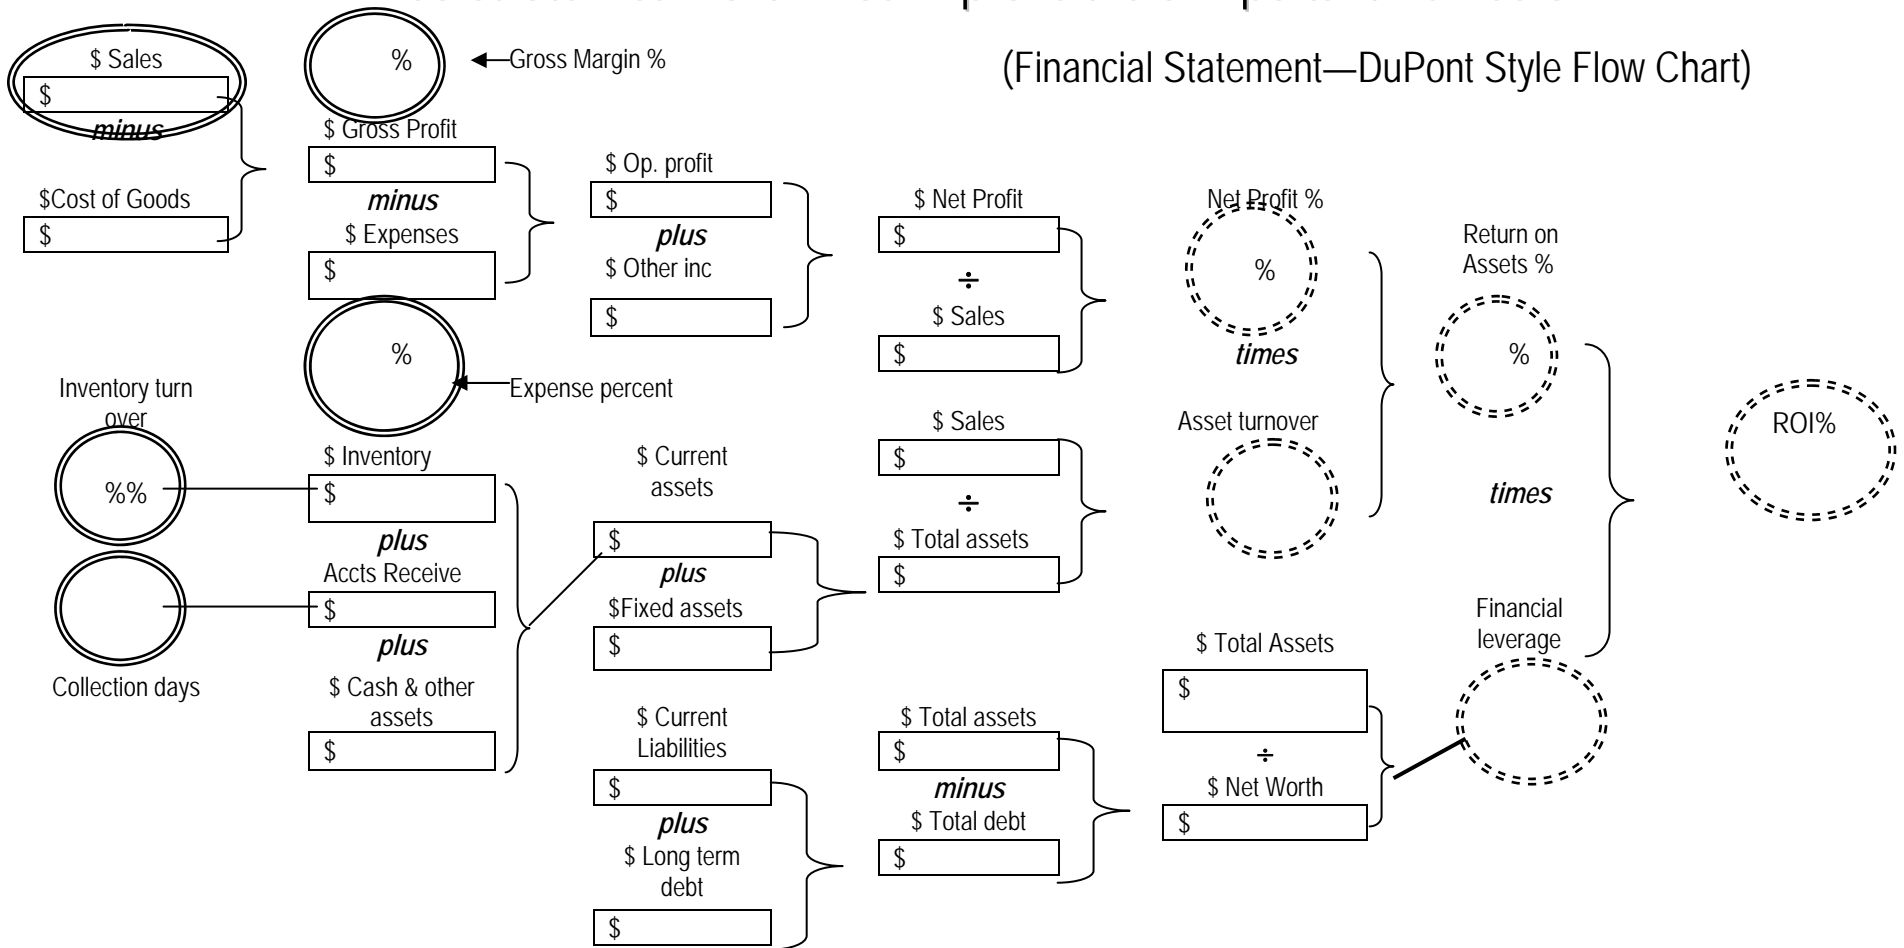 (Financial Statement—DuPont Style Flow Chart)
$ Sales
$
minus
$Cost of Goods
$
%
Gross Margin %
$ Gross Profit
$
minus
$ Expenses
$
%
Expense percent
$ Op. profit
$
plus
$ Other inc
$
$ Net Profit
$
÷
$ Sales
$
Net Profit %
%
times
Return on
Assets %
%
Inventory turn
over
%%
Collection days
$ Inventory
$
plus
Accts Receive
$
plus
$ Cash & other
assets
$
$ Current
assets
$
plus
$Fixed assets
$
$ Sales
$
÷
$ Total assets
$
Asset turnover
times
ROI%
Financial
leverage
$ Current
Liabilities
$
plus
$ Long term
debt
$
$ Total assets
$
minus
$ Total debt
$
$ Total Assets
$
÷
$ Net Worth
$